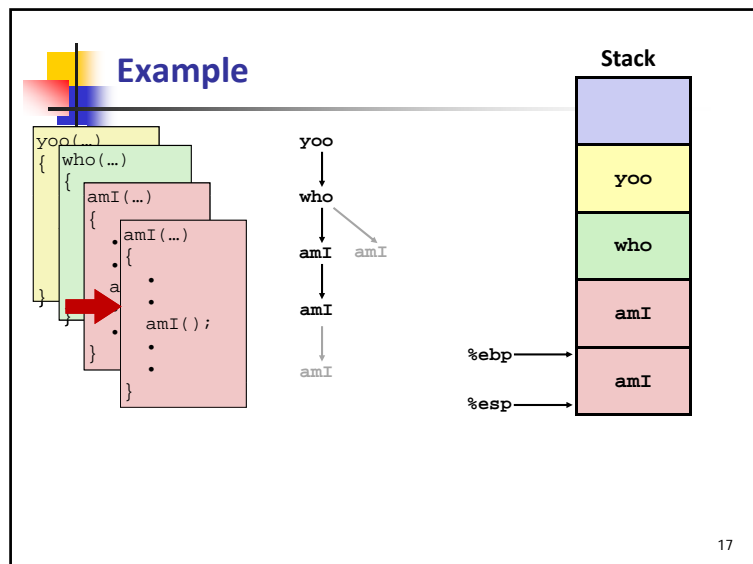 Example
Stack
yoo(…)
{
}
who(…)
{
}
amI(…)
{
•
•
a
•
}
amI(…)
{
•
•
amI();
•
•
}
yoo
who
amI amI
amI
amI
yoo
who
amI
%ebp
amI
%esp
17